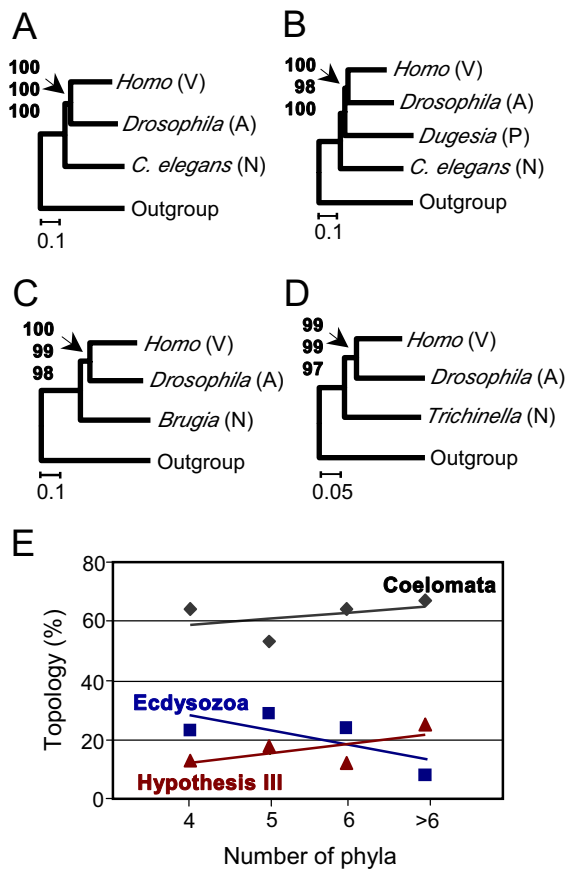 A
100
100
100
Homo (V)
Drosophila (A)
C. elegans (N)
Outgroup
0.1
B
100
98
100
Homo (V)
Drosophila (A)
Dugesia (P)
C. elegans (N)
Outgroup
0.1
C
100
99
98
Homo (V)
Drosophila (A)
Brugia (N)
Outgroup
0.1
D
99
99
97
Homo (V)
Drosophila (A)
Trichinella (N)
Outgroup
0.05
E
Topology (%)
80
60
40
20
0
Coelomata
Ecdysozoa
Hypothesis III
4 5 6 >6
Number of phyla